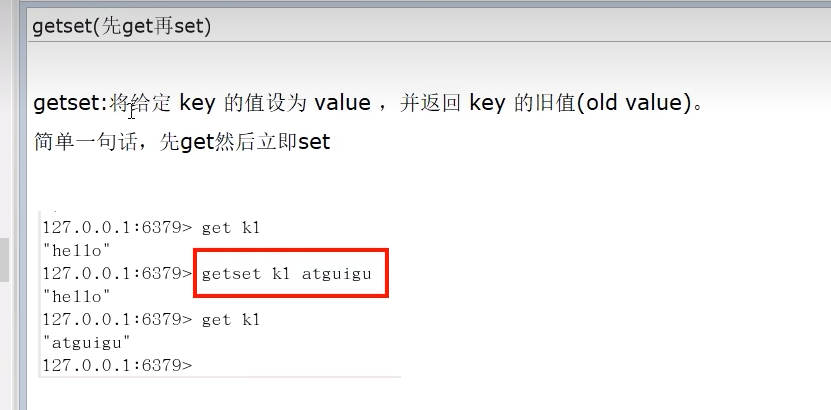 getset(先get再set)
getset:将给定 key 的值设为 value ，并返回 key 的旧值(old value)。
简单一句话，先get然后立即set
127.0.0.1:6379> get k1
"hello"
127.0.0.1:6379> getset k1 atguigu
"hello"
127.0.0.1:6379> get k1
"atguigu"
127.0.0.1:6379>